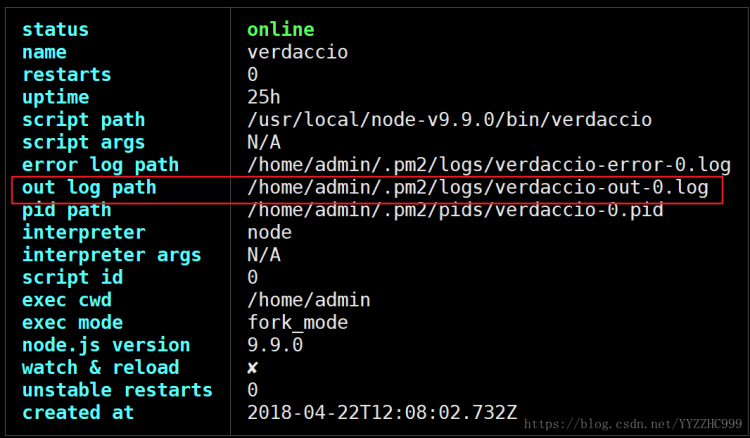 status online
name verdaccio
restarts 0
uptime 25h
script path /usr/local/node-v9.9.0/bin/verdaccio
script args N/A
error log path /home/admin/.pm2/logs/verdaccio-error-0.log
out log path /home/admin/.pm2/logs/verdaccio-out-0.log
pid path /home/admin/.pm2/pids/verdaccio-0.pid
interpreter node
interpreter args N/A
script id 0
exec cwd /home/admin
exec mode fork_mode
node.js version 9.9.0
watch & reload ✘
unstable restarts 0
created at 2018-04-22T12:08:02.732Z
https://blog.csdn.net/YYZZHC999